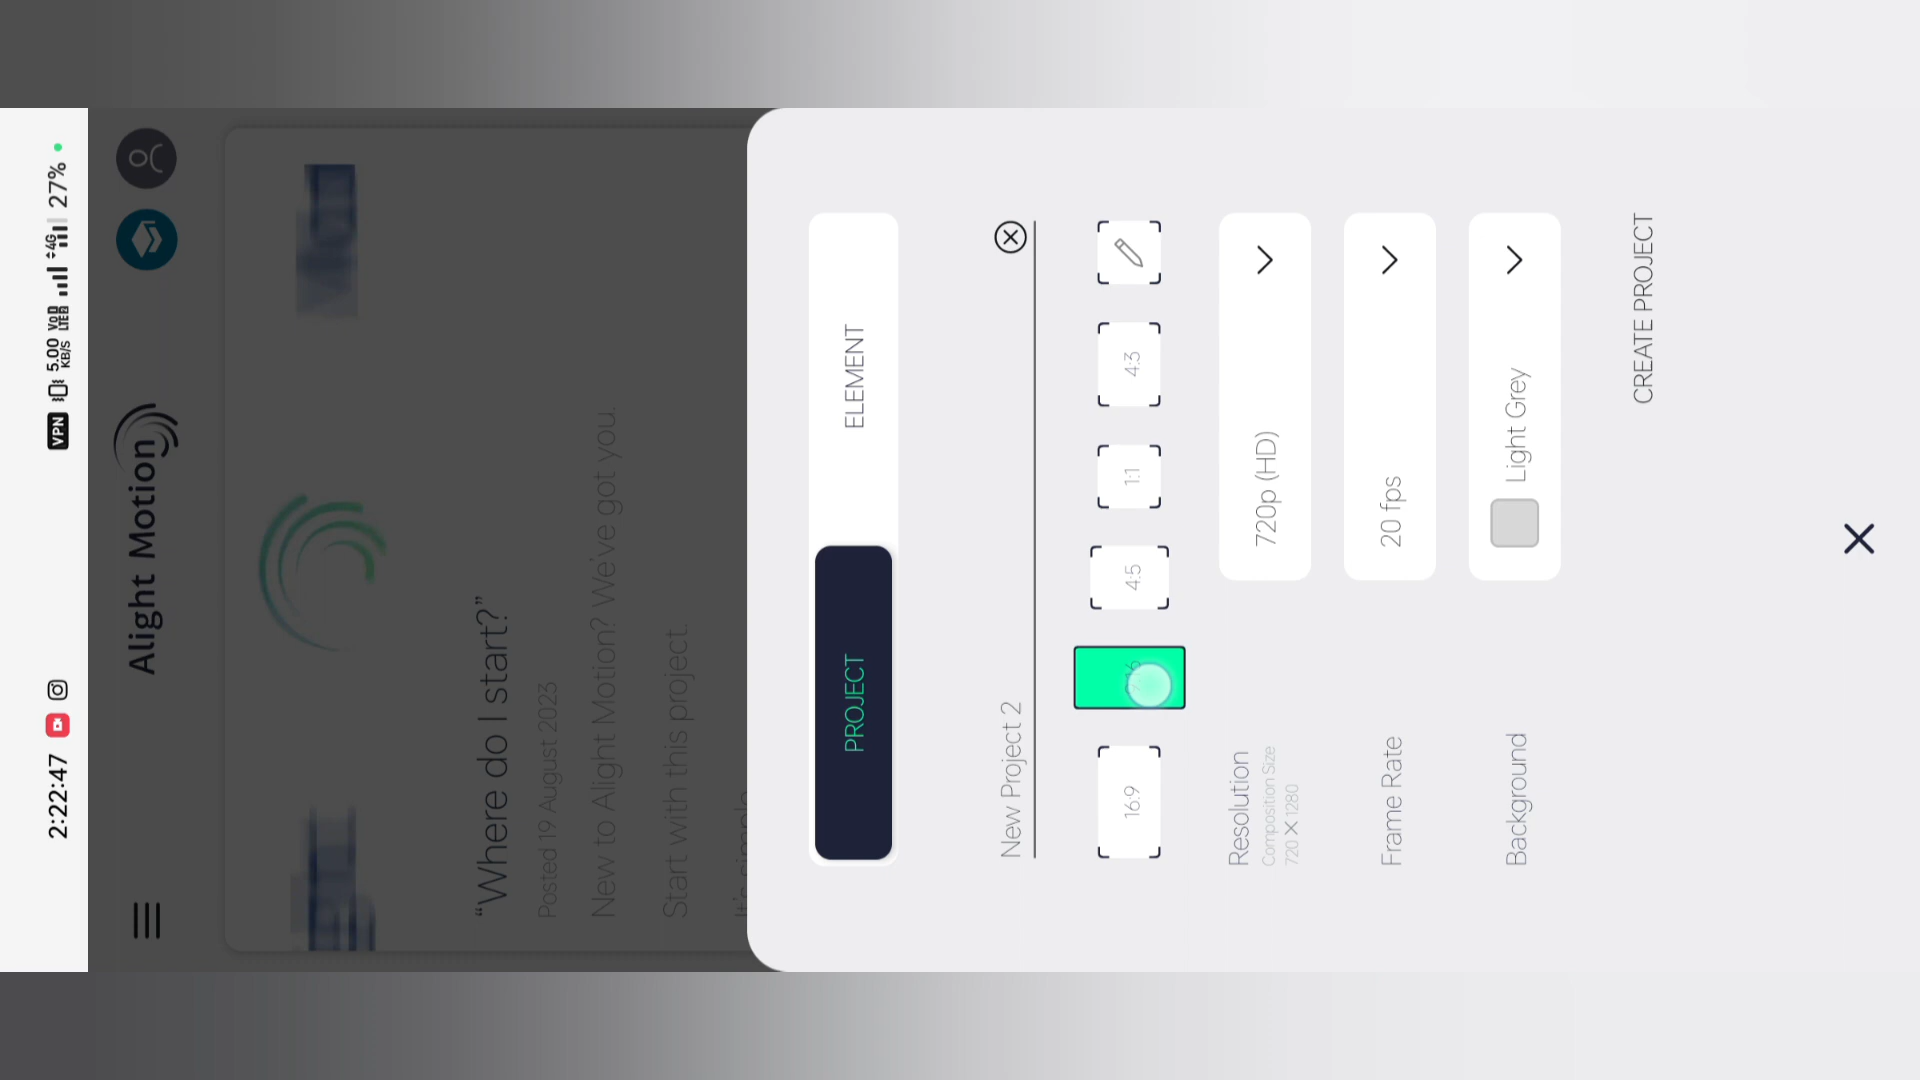 2:22:47
VPN
5.00 KB/S
VoD LTE2
4G
27%
Alight Motion
“Where do I start?”
Posted 19 August 2023
New to Alight Motion? We’ve got you.
Start with this project.
PROJECT
ELEMENT
New Project 2
16:9
4:5
1:1
4:3
Resolution
Composition Size
720 X 1280
720p (HD)
Frame Rate
20 fps
Background
Light Grey
CREATE PROJECT